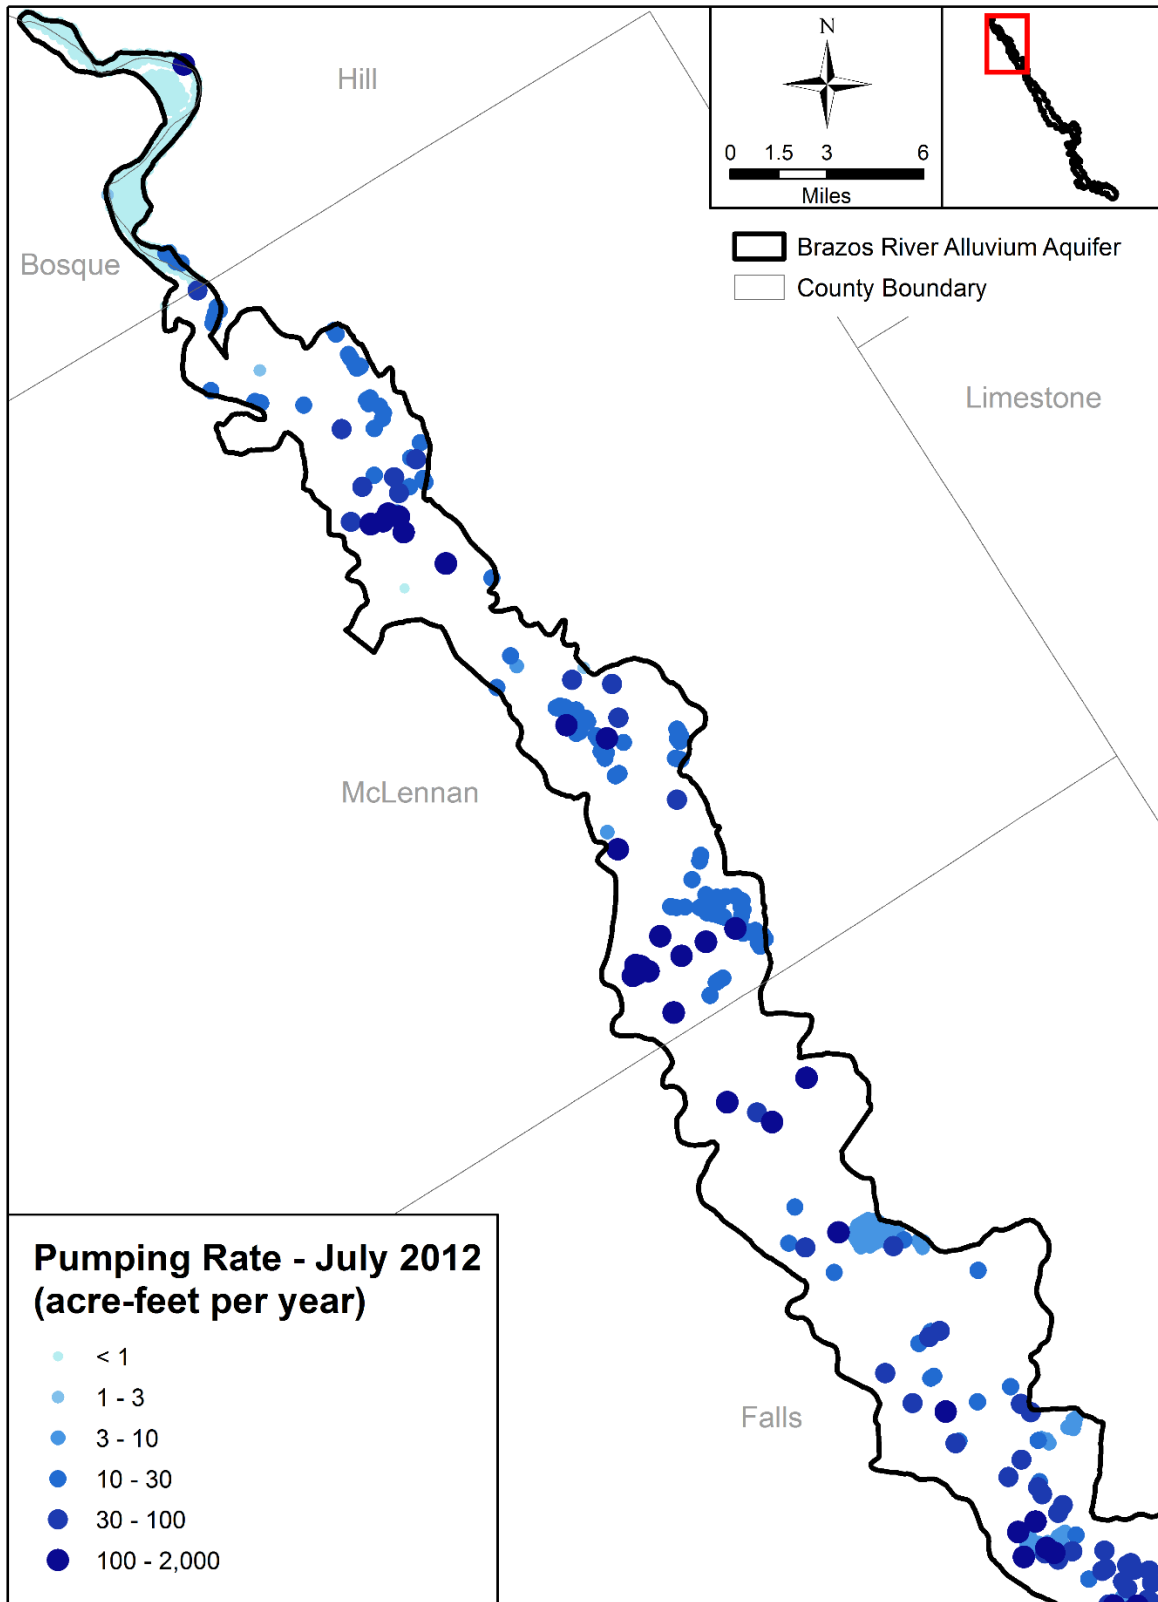 Hill
N
0 1.5 3 6
Miles
Bosque
Brazos River Alluvium Aquifer
County Boundary
Limestone
McLennan
Falls
Pumping Rate - July 2012
(acre-feet per year)
< 1
1 - 3
3 - 10
10 - 30
30 - 100
100 - 2,000